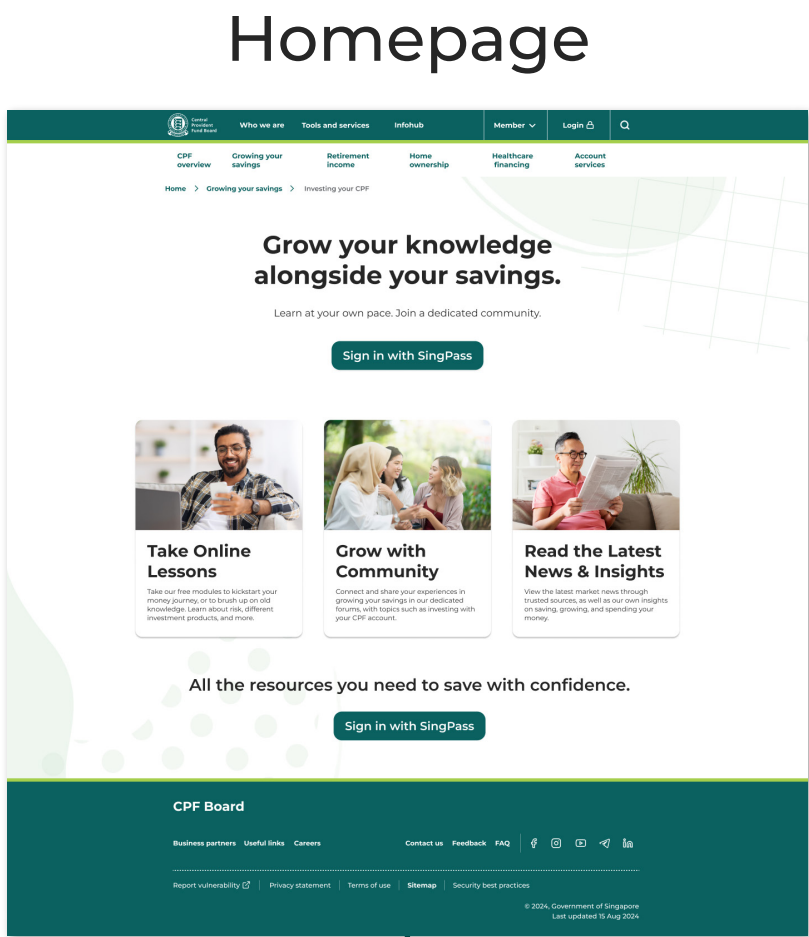 Homepage
Central
Provident
Fund Board
Who we are
Tools and services
Infohub
Member
Login
CPF
overview
Growing your
savings
Retirement
income
Home
ownership
Healthcare
financing
Account
services
Home > Growing your savings > Investing your CPF
Grow your knowledge
alongside your savings.
Learn at your own pace. Join a dedicated community.
Sign in with SingPass
Take Online
Lessons
Take our free modules to kickstart your
money journey, or to brush up on old
knowledge. Learn about risk, different
investment products, and more.
Grow with
Community
Connect and share your experiences in
growing your savings in our dedicated
forums, with topics such as investing with
your CPF account.
Read the Latest
News & Insights
View the latest market news through
trusted sources, as well as our own insights
on saving, growing, and spending your
money.
All the resources you need to save with confidence.
Sign in with SingPass
CPF Board
Business partners
Useful links
Careers
Contact us
Feedback
FAQ
Report vulnerability
Privacy statement
Terms of use
Sitemap
Security best practices
© 2024, Government of Singapore
Last updated 15 Aug 2024